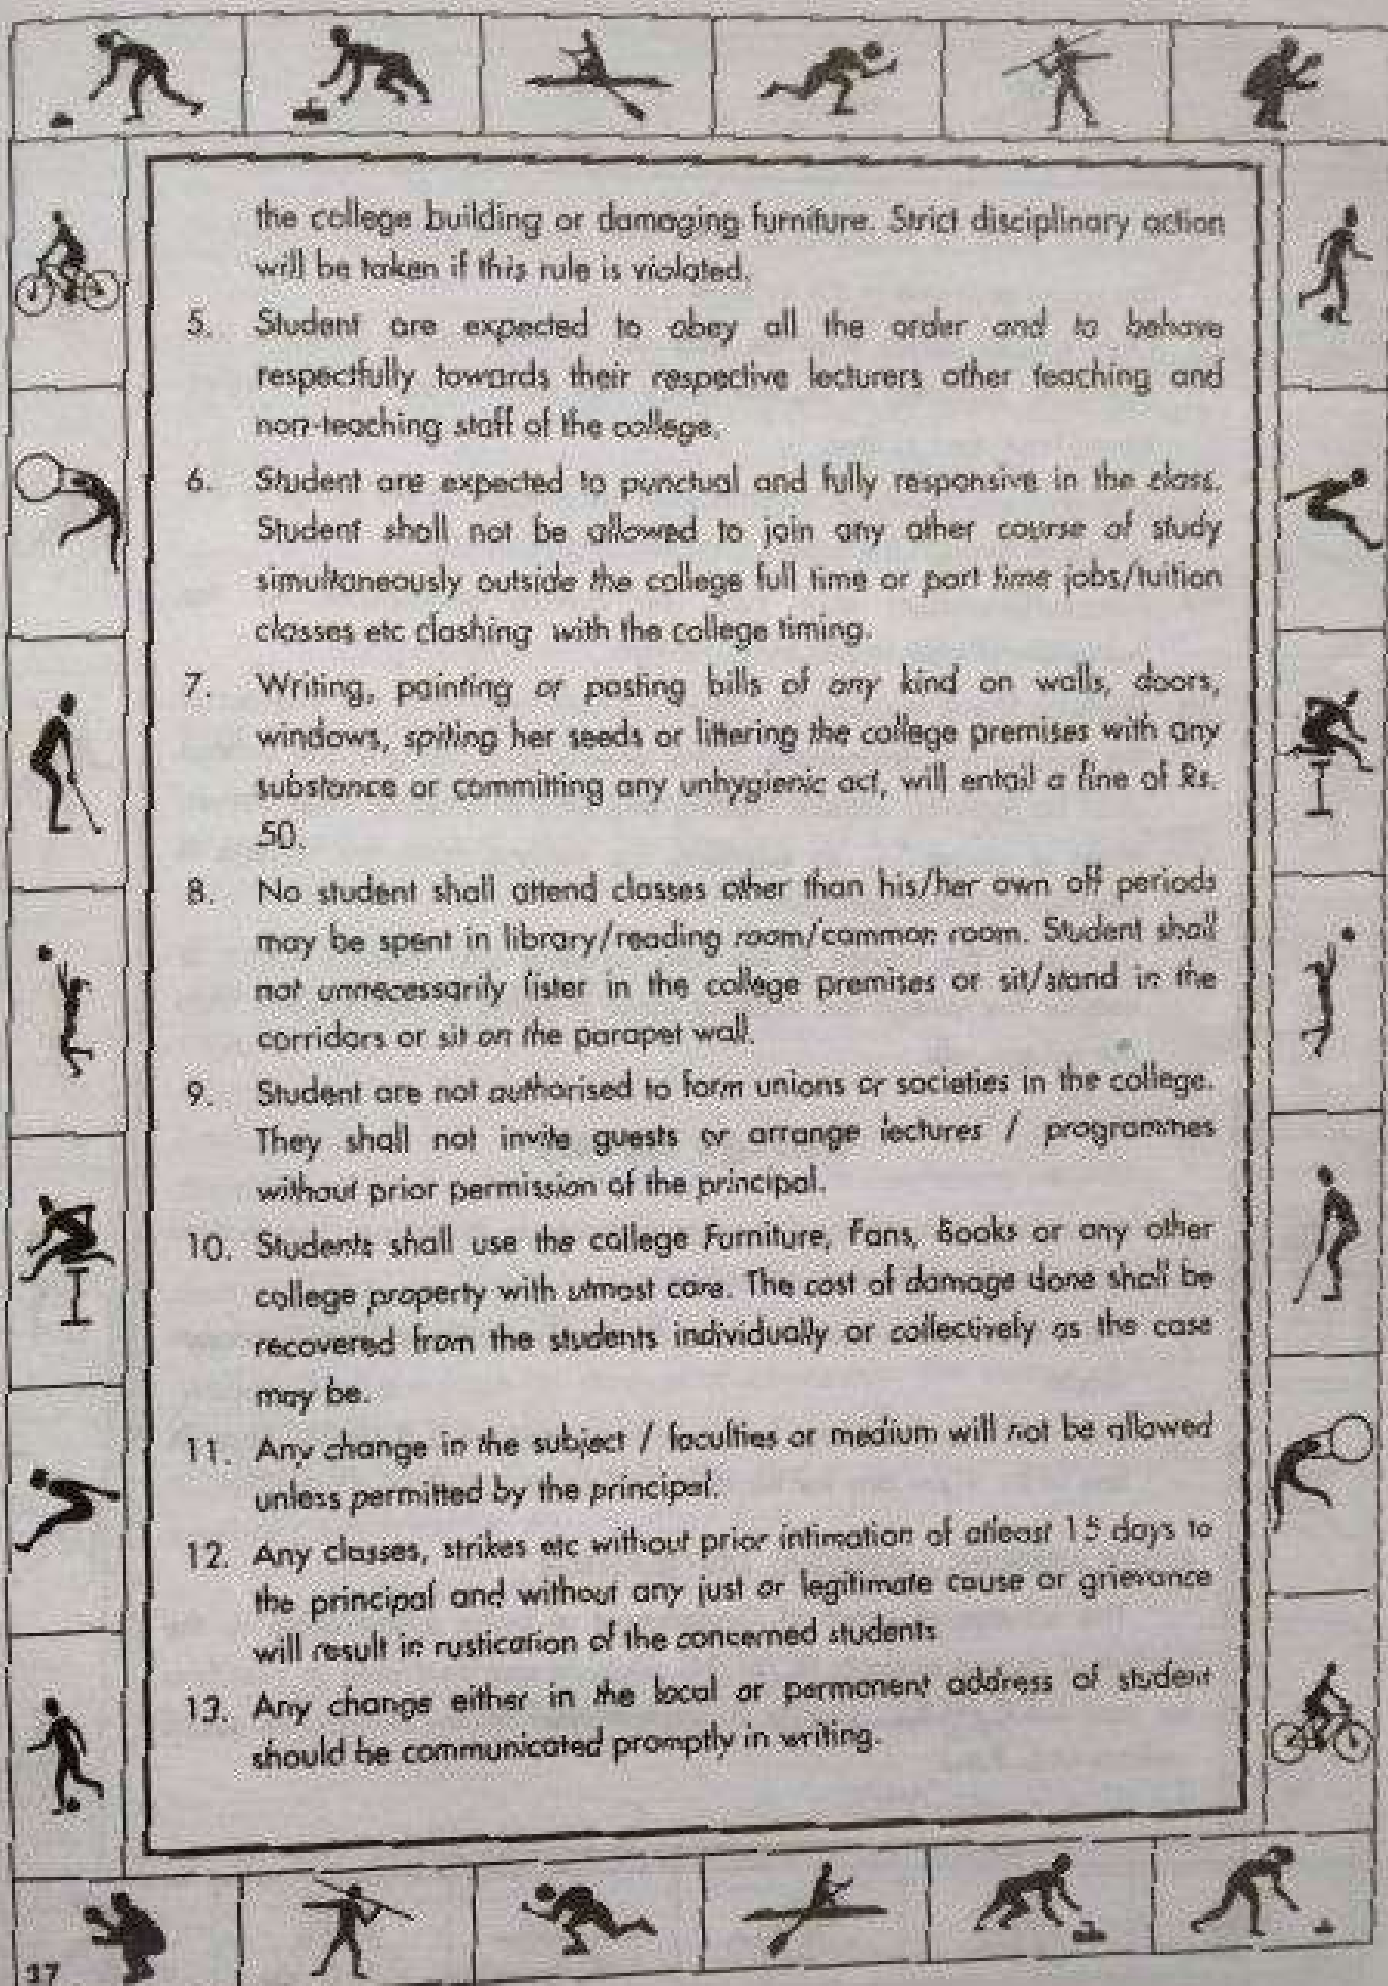 the college building or damaging furniture. Strict disciplinary action
will be taken if this rule is violated.
5. Student are expected to obey all the order and to behave
respectfully towards their respective lecturers other teaching and
non-teaching staff of the college.
6. Student are expected to punctual and fully responsive in the class.
Student shall not be allowed to join any other course of study
simultaneously outside the college full time or part time jobs/tuition
classes etc clashing with the college timing.
7. Writing, painting or pasting bills of any kind on walls, doors,
windows, spiting her seeds or littering the college premises with any
substance or committing any unhygienic act, will entail a fine of Rs.
50.
8. No student shall attend classes other than his/her own off periods
may be spent in library/reading room/common room. Student shall
not unnecessarily lister in the college premises or sit/stand in the
corridors or sit on the parapet wall.
9. Student are not authorised to form unions or societies in the college.
They shall not invite guests or arrange lectures / programmes
without prior permission of the principal.
10. Students shall use the college Furniture, Fans, Books or any other
college property with utmost care. The cost of damage done shall be
recovered from the students individually or collectively as the case
may be.
11. Any change in the subject / faculties or medium will not be allowed
unless permitted by the principal.
12. Any classes, strikes etc without prior intimation of atleast 15 days to
the principal and without any just or legitimate cause or grievance
will result in rustication of the concerned students
13. Any change either in the local or permanent address of student
should be communicated promptly in writing.
37